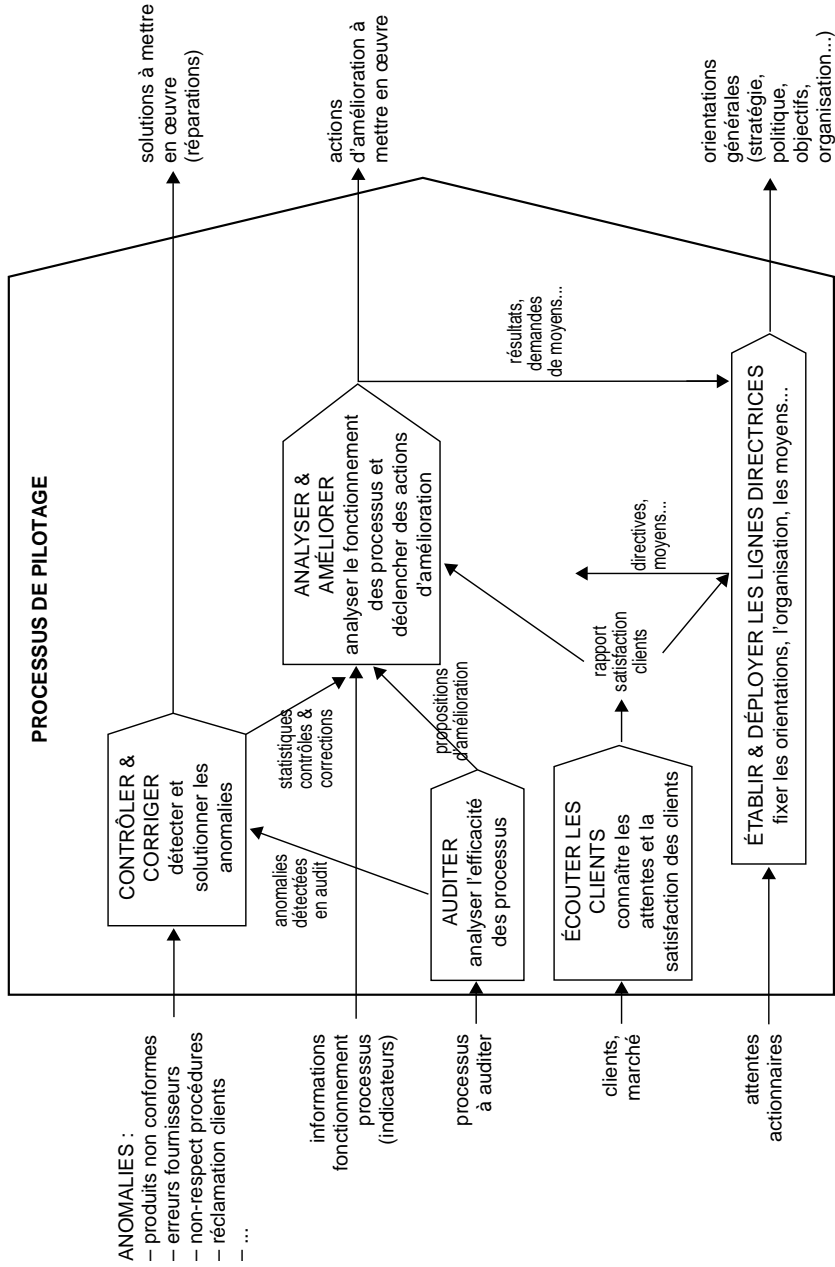 PROCESSUS DE PILOTAGE
ANOMALIES :
– produits non conformes
– erreurs fournisseurs
– non-respect procédures
– réclamation clients
– ...
CONTRÔLER &
CORRIGER
détecter et
solutionner les
anomalies
solutions à mettre
en œuvre
(réparations)
anomalies
détectées
en audit
statistiques
contrôles &
corrections
informations
fonctionnement
processus
(indicateurs)
ANALYSER &
AMÉLIORER
analyser le fonctionnement
des processus et
déclencher des actions
d'amélioration
actions
d'amélioration à
mettre en œuvre
processus
à auditer
AUDITER
analyser l'efficacité
des processus
propositions
d'amélioration
résultats,
demandes
de moyens...
clients,
marché
ÉCOUTER LES
CLIENTS
connaître les
attentes et la
satisfaction des clients
rapport
satisfaction
clients
directives,
moyens...
attentes
actionnaires
ÉTABLIR & DÉPLOYER LES LIGNES DIRECTRICES
fixer les orientations, l'organisation, les moyens...
orientations
générales
(stratégie,
politique,
objectifs,
organisation...)